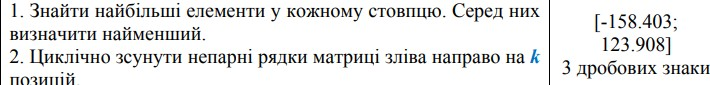 1. Знайти найбільші елементи у кожному стовпцю. Серед них
визначити найменший.
2. Циклічно зсунути непарні рядки матриці зліва направо на k
позицій.
[-158.403;
123.908]
3 дробових знаки